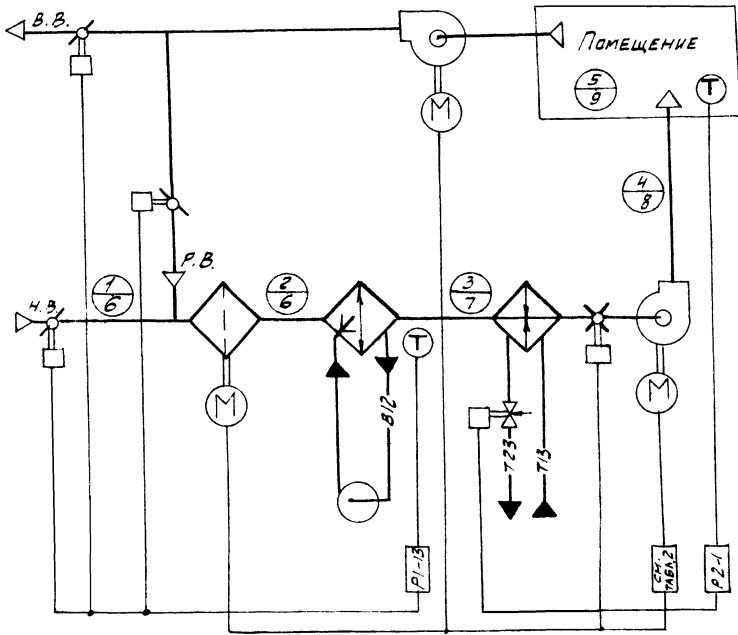 В.В.
М
Помещение
5
9
Т
4
8
Р.В.
1
6
2
6
3
7
Н.В.
Т
М
М
В12
Т23
Т13
Р1-13
СМ.
ТАБЛ.2
Р2-1